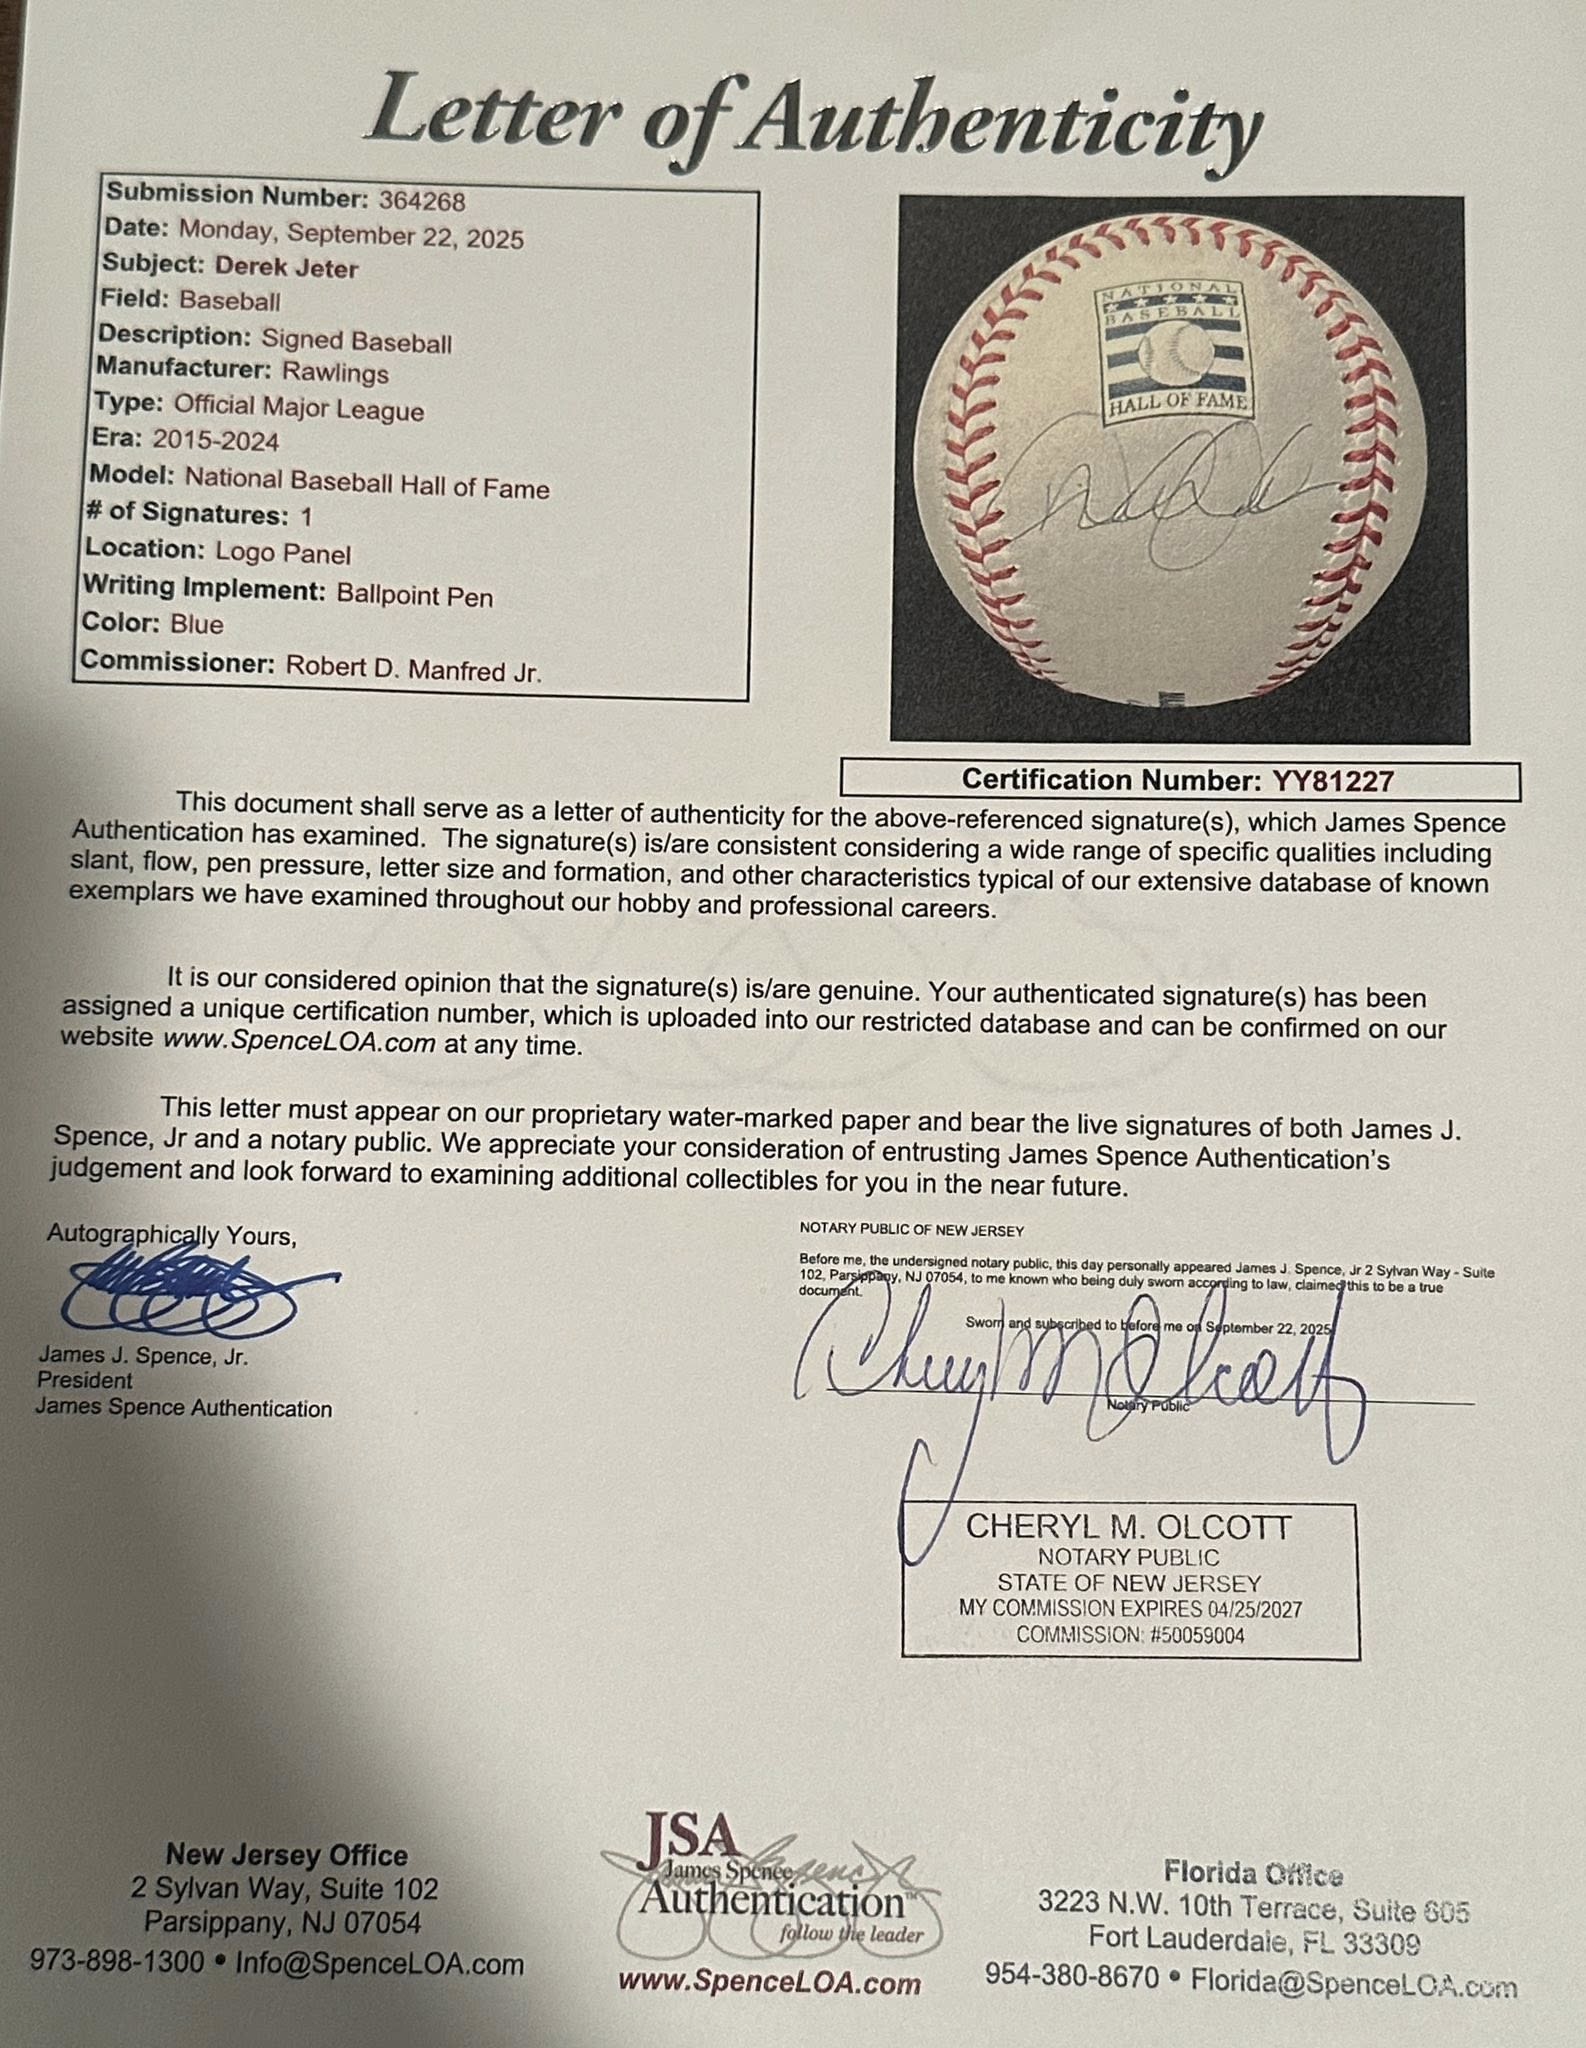 Letter of Authenticity
Submission Number: 364268
Date: Monday, September 22, 2025
Subject: Derek Jeter
Field: Baseball
Description: Signed Baseball
Manufacturer: Rawlings
Type: Official Major League
Era: 2015-2024
Model: National Baseball Hall of Fame
# of Signatures: 1
Location: Logo Panel
Writing Implement: Ballpoint Pen
Color: Blue
Commissioner: Robert D. Manfred Jr.
NATIONAL
BASEBALL
HALL OF FAME
Certification Number: YY81227
This document shall serve as a letter of authenticity for the above-referenced signature(s), which James Spence
Authentication has examined. The signature(s) is/are consistent considering a wide range of specific qualities including
slant, flow, pen pressure, letter size and formation, and other characteristics typical of our extensive database of known
exemplars we have examined throughout our hobby and professional careers.
It is our considered opinion that the signature(s) is/are genuine. Your authenticated signature(s) has been
assigned a unique certification number, which is uploaded into our restricted database and can be confirmed on our
website www.SpenceLOA.com at any time.
This letter must appear on our proprietary water-marked paper and bear the live signatures of both James J.
Spence, Jr and a notary public. We appreciate your consideration of entrusting James Spence Authentication's
judgement and look forward to examining additional collectibles for you in the near future.
Autographically Yours,
James J. Spence, Jr.
President
James Spence Authentication
NOTARY PUBLIC OF NEW JERSEY
Before me, the undersigned notary public, this day personally appeared James J. Spence, Jr 2 Sylvan Way - Suite
102, Parsippany, NJ 07054, to me known who being duly sworn according to law, claimed this to be a true
document.
Sworn and subscribed to before me on September 22, 2025
Cheryl M Olcott
Notary Public
CHERYL M. OLCOTT
NOTARY PUBLIC
STATE OF NEW JERSEY
MY COMMISSION EXPIRES 04/25/2027
COMMISSION: #50059004
New Jersey Office
2 Sylvan Way, Suite 102
Parsippany, NJ 07054
973-898-1300 • Info@SpenceLOA.com
JSA
James Spence
Authentication™
follow the leader
www.SpenceLOA.com
Florida Office
3223 N.W. 10th Terrace, Suite 605
Fort Lauderdale, FL 33309
954-380-8670 • Florida@SpenceLOA.com